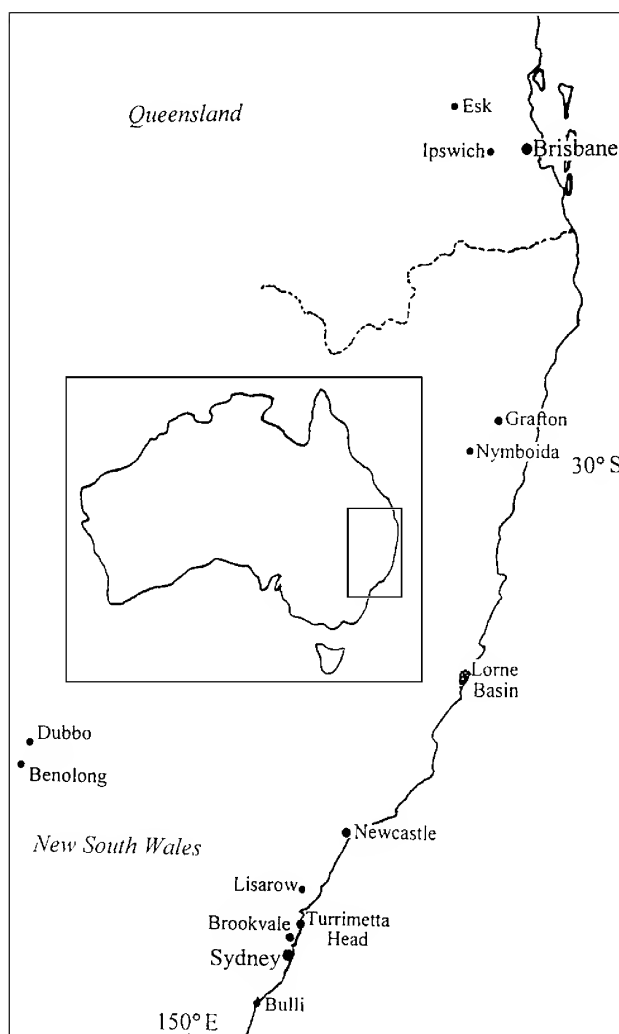 Queensland
Esk
Ipswich
Brisbane
Grafton
Nymboida
30° S
Lorne
Basin
Dubbo
Benolong
Newcastle
New South Wales
Lisarow
Brookvale
Turrimetta
Head
Sydney
Bulli
150° E